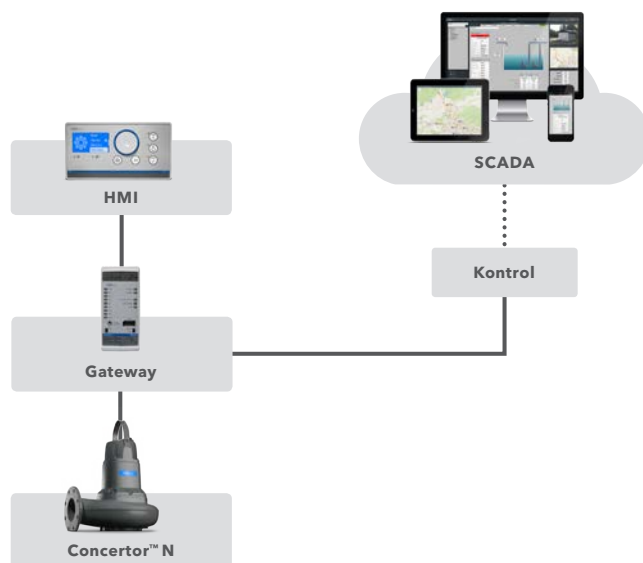 SCADA
HMI
Kontrol
Gateway
Concertor™ N